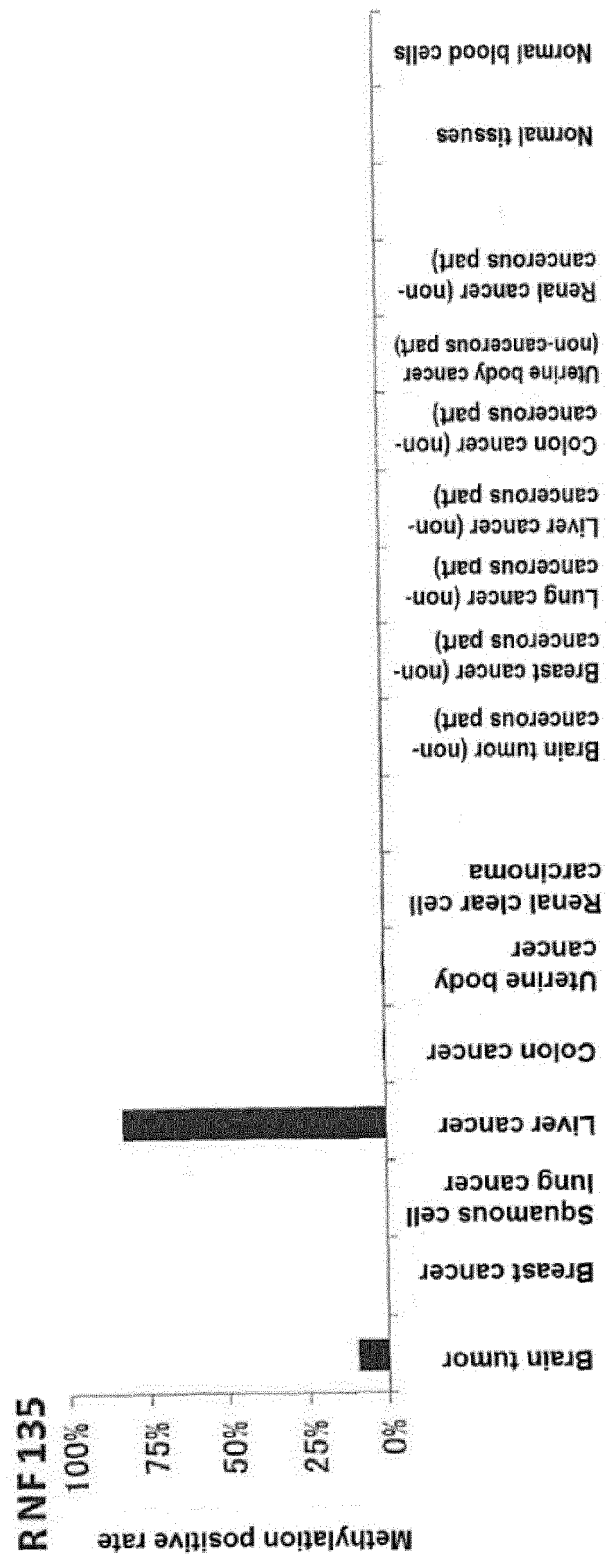 RNF135
Methylation positive rate
100%
75%
50%
25%
0%
Brain tumor
Breast cancer
Squamous cell
lung cancer
Liver cancer
Colon cancer
Uterine body
cancer
Renal clear cell
carcinoma
Brain tumor (non-
cancerous part)
Breast cancer (non-
cancerous part)
Lung cancer (non-
cancerous part)
Liver cancer (non-
cancerous part)
Colon cancer (non-
cancerous part)
Uterine body cancer
(non-cancerous part)
Renal cancer (non-
cancerous part)
Normal tissues
Normal blood cells